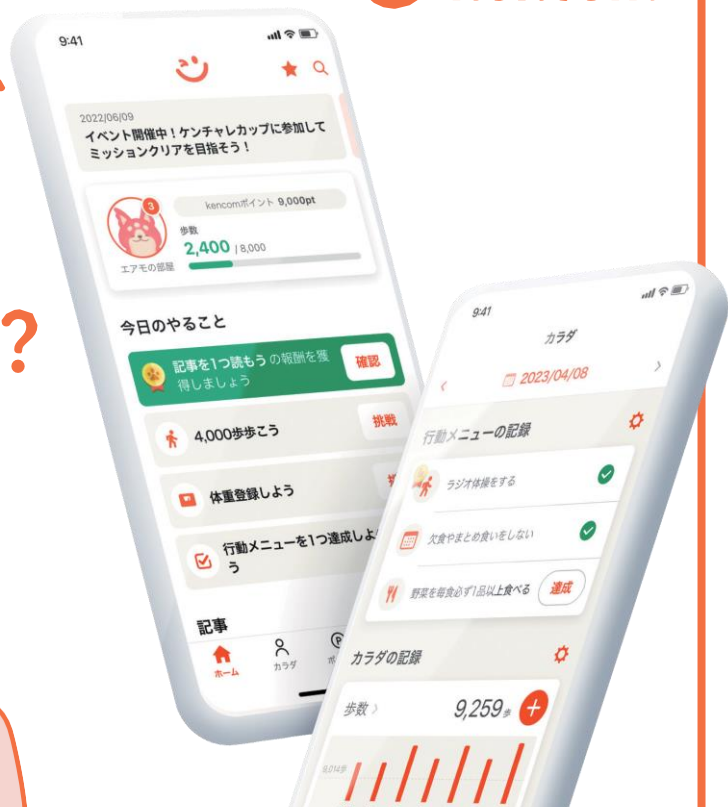 ?
9:41
2022/06/09
イベント開催中！ケンチャレカップに参加して
ミッションクリアを目指そう！
3
kencomポイント 9,000pt
歩数
2,400 / 8,000
エアモの部屋
今日のやること
記事を1つ読もう の報酬を獲
得しましょう
確認
4,000歩歩こう
挑戦
体重登録しよう
行動メニューを1つ達成しよ
う
記事
ホーム
カラダ
P
9:41
カラダ
2023/04/08
行動メニューの記録
ラジオ体操をする
欠食やまとめ食いをしない
野菜を毎食必ず1品以上食べる
達成
カラダの記録
歩数
9,259歩
9,014歩